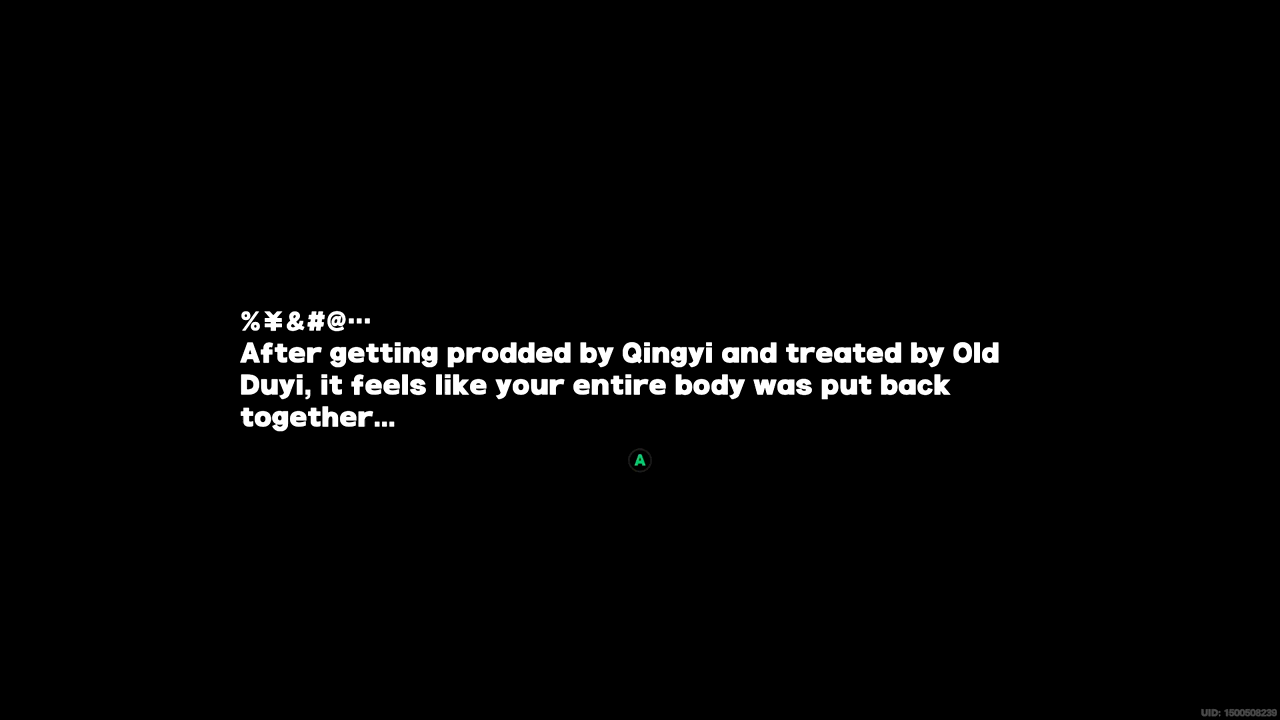 %¥&#@…
After getting prodded by Qingyi and treated by Old
Duyi, it feels like your entire body was put back
together...
A
UID: 1500508239